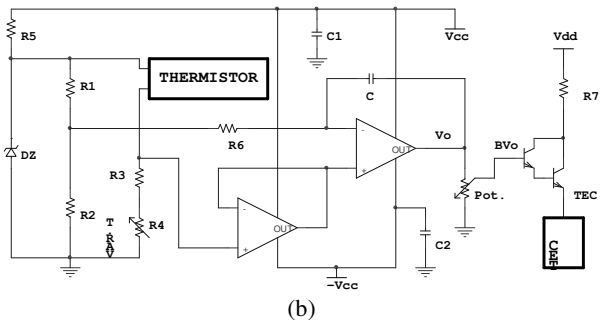 R5
C1
Vcc
Vdd
R1
THERMISTOR
C
R7
R6
-
OUT
+
Vo
BVo
DZ
R3
Pot.
TEC
R2
R4
-
OUT
+
C2
-Vcc
(b)